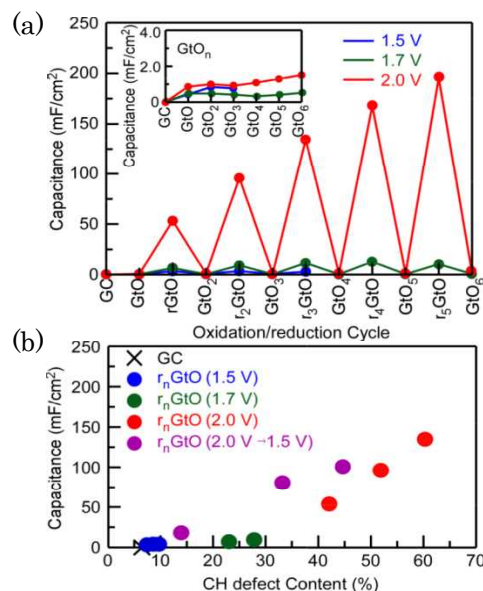 (a)
250
200
150
100
50
0
Capacitance (mF/cm²)
4.0
2.0
0
Capacitance (mF/cm²)
GtOₙ
GC
GtO
GtO₂
GtO₃
GtO₄
GtO₅
GtO₆
1.5 V
1.7 V
2.0 V
GC
GtO
rGtO
GtO₂
r₂GtO
GtO₃
r₃GtO
GtO₄
r₄GtO
GtO₅
r₅GtO
GtO₆
Oxidation/reduction Cycle
(b)
250
200
150
100
50
0
Capacitance (mF/cm²)
GC
rₙGtO (1.5 V)
rₙGtO (1.7 V)
rₙGtO (2.0 V)
rₙGtO (2.0 V →1.5 V)
0 10 20 30 40 50 60 70
CH defect Content (%)